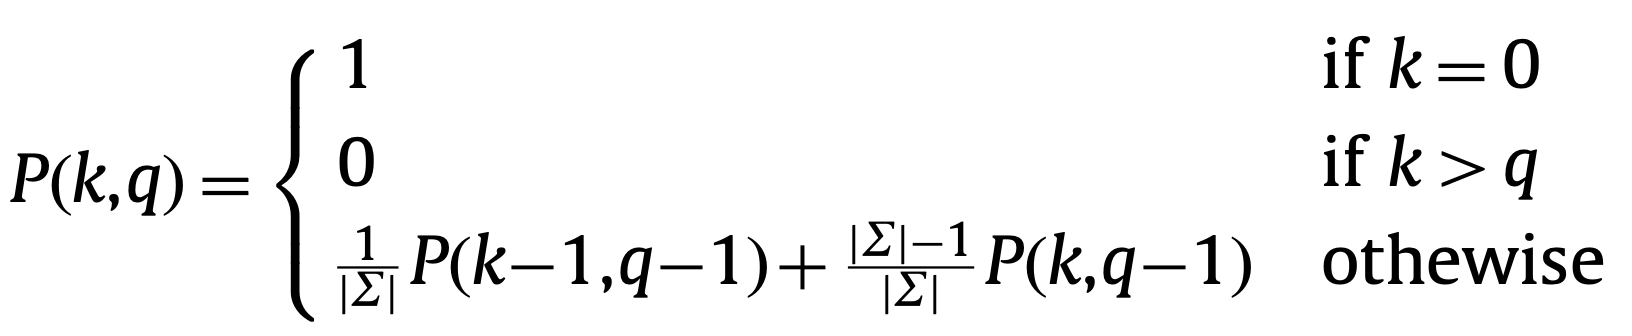 1 if k = 0
0 if k > q
P(k,q) = { 1/|Σ| P(k−1,q−1) + |Σ|−1/|Σ| P(k,q−1) othewise